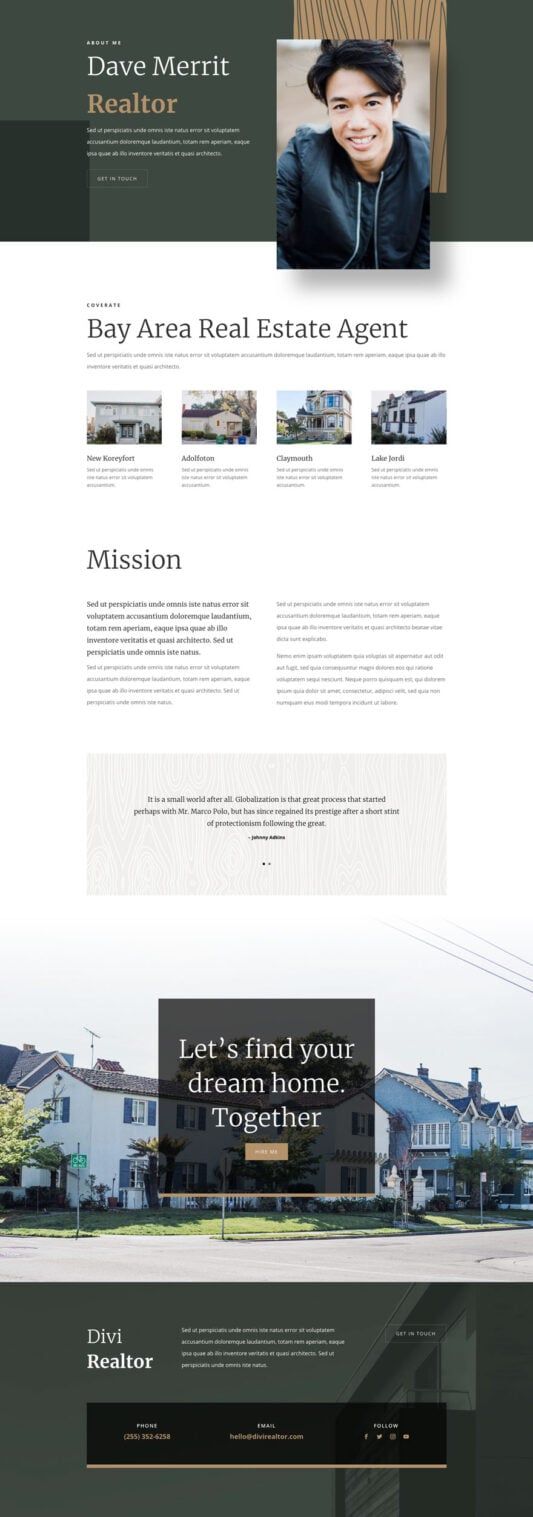 ABOUT ME
Dave Merrit
Realtor
Sed ut perspiciatis unde omnis iste natus error sit voluptatem
accusantium doloremque laudantium, totam rem aperiam, eaque
ipsa quae ab illo inventore veritatis et quasi architecto.
GET IN TOUCH
COVERATE
Bay Area Real Estate Agent
Sed ut perspiciatis unde omnis iste natus error sit voluptatem accusantium doloremque laudantium, totam rem aperiam, eaque ipsa quae ab illo
inventore veritatis et quasi architecto.
New Koreyfort
Sed ut perspiciatis unde omnis
iste natus error sit voluptatem
accusantium.
Adolfoton
Sed ut perspiciatis unde omnis
iste natus error sit voluptatem
accusantium.
Claymouth
Sed ut perspiciatis unde omnis
iste natus error sit voluptatem
accusantium.
Lake Jordi
Sed ut perspiciatis unde omnis
iste natus error sit voluptatem
accusantium.
Mission
Sed ut perspiciatis unde omnis iste natus error sit
voluptatem accusantium doloremque laudantium,
totam rem aperiam, eaque ipsa quae ab illo
inventore veritatis et quasi architecto. Sed ut
perspiciatis unde omnis iste natus.
Sed ut perspiciatis unde omnis iste natus error sit voluptatem
accusantium doloremque laudantium, totam rem aperiam, eaque
ipsa quae ab illo inventore veritatis et quasi architecto. Sed ut
perspiciatis unde omnis iste natus.
Sed ut perspiciatis unde omnis iste natus error sit voluptatem
accusantium doloremque laudantium, totam rem aperiam, eaque
ipsa quae ab illo inventore veritatis et quasi architecto beatae vitae
dicta sunt explicabo.
Nemo enim ipsam voluptatem quia voluptas sit aspernatur aut odit
aut fugit, sed quia consequuntur magni dolores eos qui ratione
voluptatem sequi nesciunt. Neque porro quisquam est, qui dolorem
ipsum quia dolor sit amet, consectetur, adipisci velit, sed quia non
numquam eius modi tempora incidunt ut labore.
It is a small world after all. Globalization is that great process that started
perhaps with Mr. Marco Polo, but has since regained its prestige after a short stint
of protectionism following the great.
– Johnny Adkins
Let’s find your
dream home.
Together
HIRE ME
Divi
Realtor
Sed ut perspiciatis unde omnis iste natus error sit voluptatem
accusantium doloremque laudantium, totam rem aperiam, eaque
ipsa quae ab illo inventore veritatis et quasi architecto. Sed ut
perspiciatis unde omnis iste natus.
GET IN TOUCH
PHONE
(255) 352-6258
EMAIL
hello@divirealtor.com
FOLLOW